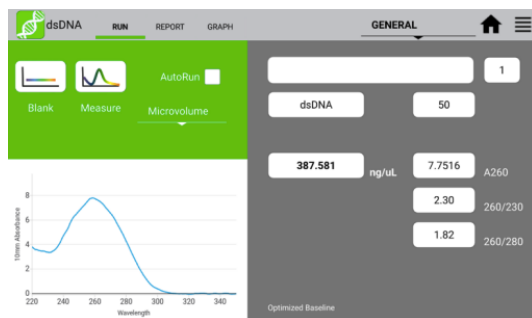 dsDNA RUN REPORT GRAPH GENERAL
AutoRun
Blank Measure Microvolume
1
dsDNA 50
387.581 ng/uL 7.7516 A260
2.30 260/230
1.82 260/280
10mm Absorbance
8
6
4
2
0
220 240 260 280 300 320 340
Wavelength
Optimized Baseline